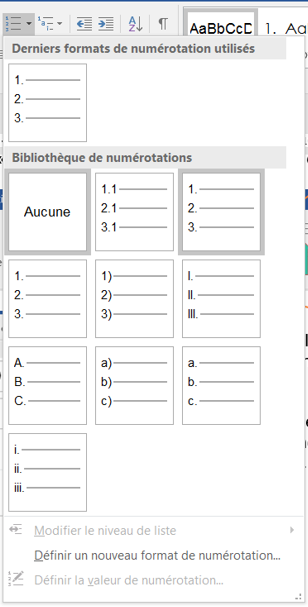 AaBbCcD 1. Aa
Derniers formats de numérotation utilisés
1.
2.
3.
Bibliothèque de numérotations
Aucune
1.1
2.1
3.1
1.
2.
3.
1.
2.
3.
1)
2)
3)
I.
II.
III.
A.
B.
C.
a)
b)
c)
a.
b.
c.
i.
ii.
iii.
Modifier le niveau de liste
Définir un nouveau format de numérotation...
Définir la valeur de numérotation...